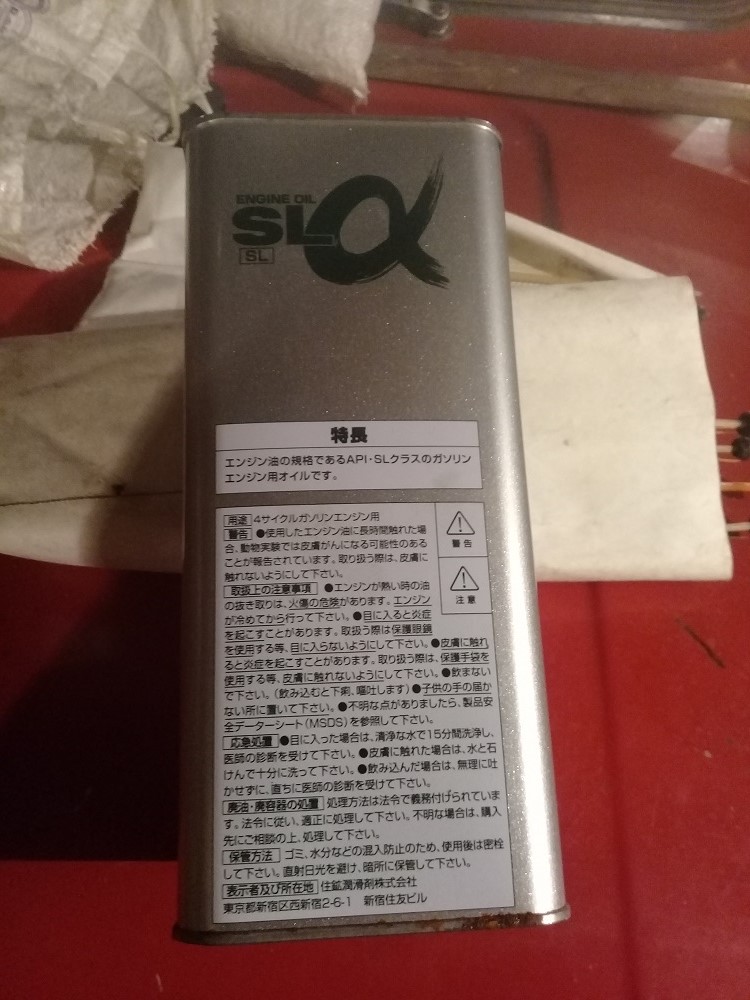 ENGINE OIL
SLα
SL
特長
エンジン油の規格であるAPI・SLクラスのガソリン
エンジン用オイルです。
用途 4サイクルガソリンエンジン用
警告 ●使用したエンジン油に長時間触れた場
合、動物実験では皮膚がんになる可能性のある
ことが報告されています。取り扱う際は、皮膚に
触れないようにして下さい。
警告
注意
取扱上の注意事項 ●エンジンが熱い時の油
の抜き取りは、火傷の危険があります。エンジン
が冷めてから行って下さい。●目に入ると炎症
を起こすことがあります。取扱う際は保護眼鏡
を使用する等、目に入らないようにして下さい。●皮膚に触れ
ると炎症を起こすことがあります。取り扱う際は、保護手袋を
使用する等、皮膚に触れないようにして下さい。●飲まない
で下さい。(飲み込むと下痢、嘔吐します)●子供の手の届か
ない所に置いて下さい。●不明な点がありましたら、製品安
全データーシート(MSDS)を参照して下さい。
応急処置 ●目に入った場合は、清浄な水で15分間洗浄し、
医師の診断を受けて下さい。●皮膚に触れた場合は、水と石
けんで十分に洗って下さい。●飲み込んだ場合は、無理に吐
かせずに、直ちに医師の診断を受けて下さい。
廃油・廃容器の処置 処理方法は法令で義務付けられていま
す。法令に従い、適正に処理して下さい。不明な場合は、購入
先にご相談の上、処理して下さい。
保管方法 ゴミ、水分などの混入防止のため、使用後は密栓
して下さい。直射日光を避け、暗所に保管して下さい。
表示者及び所在地 住鉱潤滑剤株式会社
東京都新宿区西新宿2-6-1 新宿住友ビル